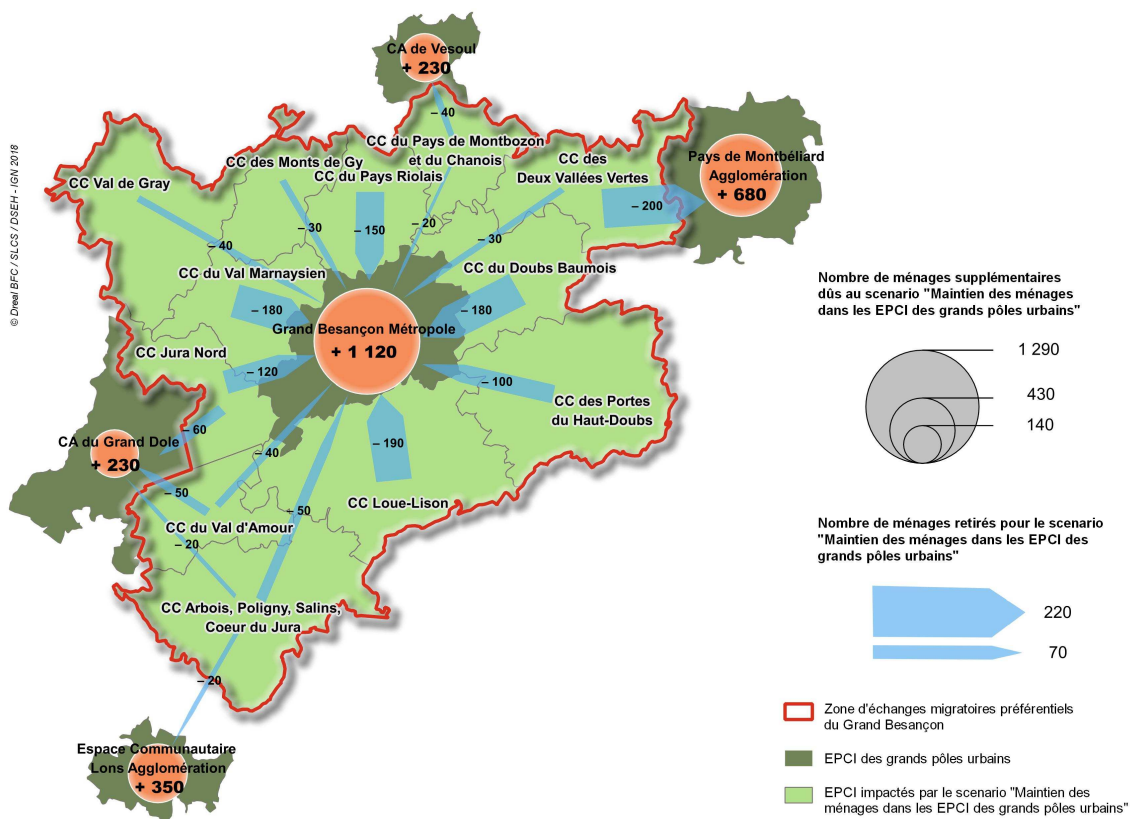 © Dreal BFC / SLCS / DSEH - IGN 2018
CA de Vesoul
+ 230
– 40
CC du Pays de Montbozon
et du Chanois
CC des Monts de Gy
CC du Pays Riolais
CC des
Deux Vallées Vertes
CC Val de Gray
Pays de Montbéliard
Agglomération
+ 680
– 200
– 40
– 30
– 150
– 20
– 30
CC du Val Marnaysien
CC du Doubs Baumois
– 180
– 180
Grand Besançon Métropole
+ 1 120
CC Jura Nord
– 120
– 100
CC des Portes
du Haut-Doubs
– 60
CA du Grand Dole
+ 230
– 40
– 190
– 50
CC Loue-Lison
– 50
CC du Val d'Amour
– 20
CC Arbois, Poligny, Salins,
Coeur du Jura
– 20
Espace Communautaire
Lons Agglomération
+ 350
Nombre de ménages supplémentaires
dûs au scenario "Maintien des ménages
dans les EPCI des grands pôles urbains"
1 290
430
140
Nombre de ménages retirés pour le scenario
"Maintien des ménages dans les EPCI des
grands pôles urbains"
220
70
Zone d'échanges migratoires préférentiels
du Grand Besançon
EPCI des grands pôles urbains
EPCI impactés par le scenario "Maintien des
ménages dans les EPCI des grands pôles urbains"